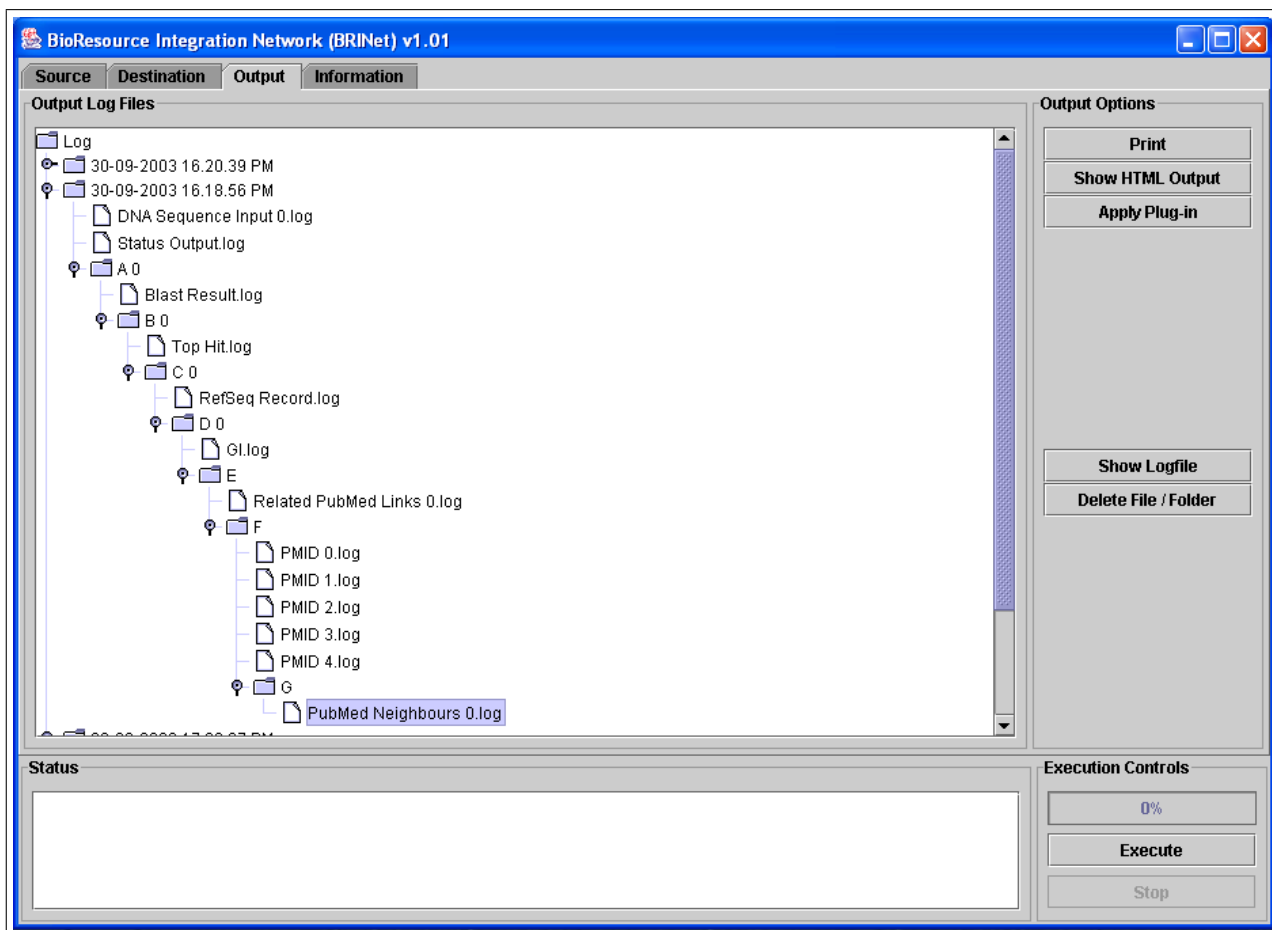 BioResource Integration Network (BRINet) v1.01
Source Destination Output Information
Output Log Files
Log
30-09-2003 16.20.39 PM
30-09-2003 16.18.56 PM
DNA Sequence Input 0.log
Status Output.log
A 0
Blast Result.log
B 0
Top Hit.log
C 0
RefSeq Record.log
D 0
GI.log
E
Related PubMed Links 0.log
F
PMID 0.log
PMID 1.log
PMID 2.log
PMID 3.log
PMID 4.log
G
PubMed Neighbours 0.log
Output Options
Print
Show HTML Output
Apply Plug-in
Show Logfile
Delete File / Folder
Status
Execution Controls
0%
Execute
Stop